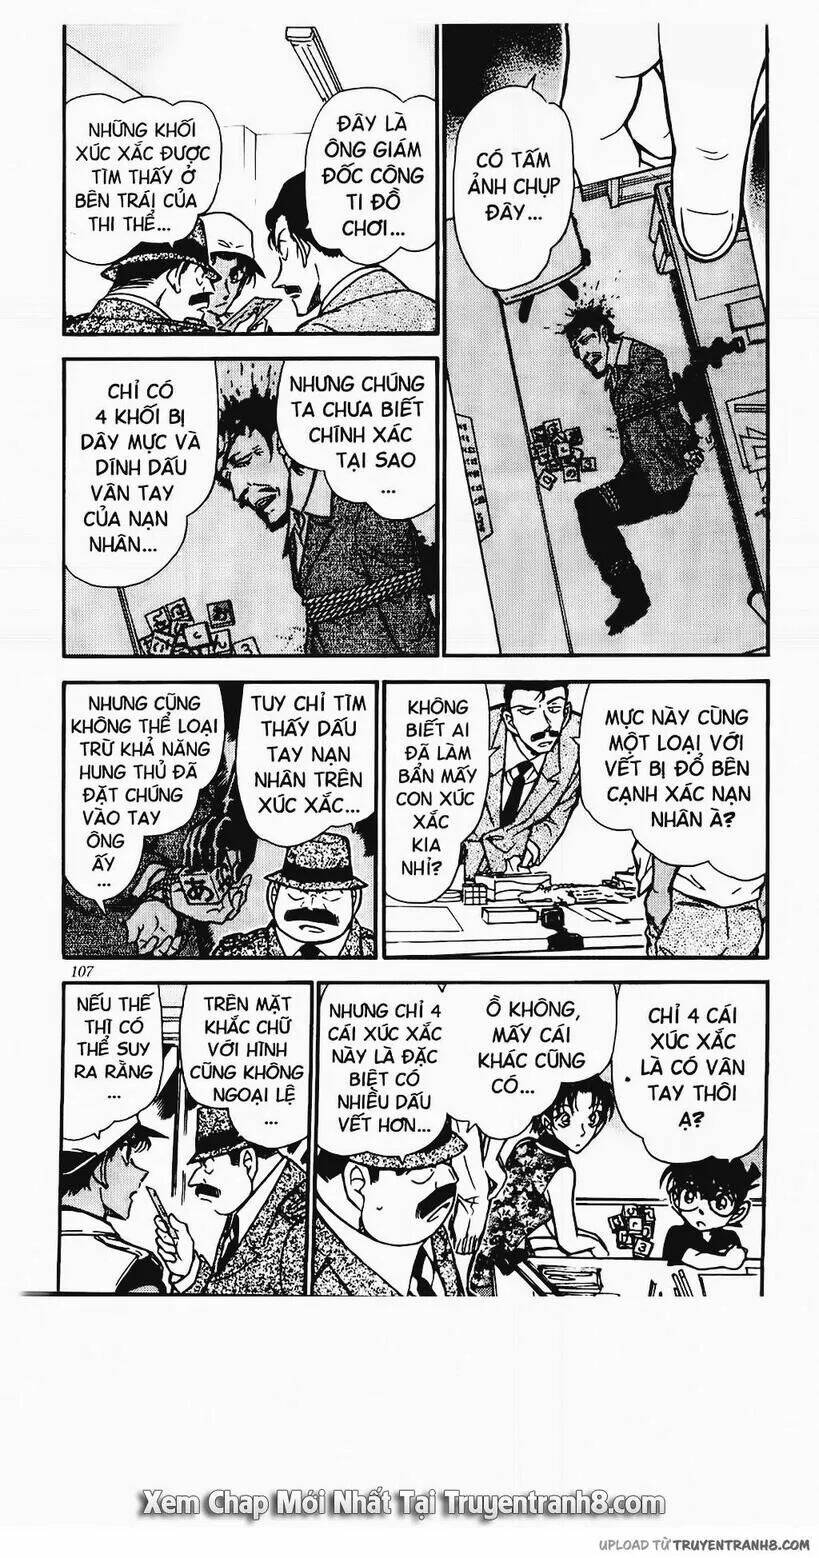 CÓ TẤM
ẢNH CHỤP
ĐÂY...
ĐÂY LÀ
ÔNG GIÁM
ĐỐC CÔNG
TI ĐỒ
CHƠI...
NHỮNG KHỐI
XÚC XẮC ĐƯỢC
TÌM THẤY Ở
BÊN TRÁI CỦA
THI THỂ...
NHƯNG CHÚNG
TA CHƯA BIẾT
CHÍNH XÁC
TẠI SAO
...
CHỈ CÓ
4 KHỐI BỊ
DÂY MỰC VÀ
DÍNH DẤU
VÂN TAY
CỦA NẠN
NHÂN...
MỰC NÀY CÙNG
MỘT LOẠI VỚI
VẾT BỊ ĐỔ BÊN
CẠNH XÁC NẠN
NHÂN À?
KHÔNG
BIẾT AI
ĐÃ LÀM
BẨN MẤY
CON XÚC
XẮC
KIA
NHỈ?
TUY CHỈ TÌM
THẤY DẤU
TAY NẠN
NHÂN TRÊN
XÚC XẮC...
NHƯNG CŨNG
KHÔNG THỂ LOẠI
TRỪ KHẢ NĂNG
HUNG THỦ ĐÃ
ĐẶT CHÚNG
VÀO TAY
ÔNG
ẤY
...
あ
107
CHỈ 4 CÁI
XÚC XẮC
LÀ CÓ VÂN
TAY THÔI
Ạ?
Ồ KHÔNG,
MẤY CÁI
KHÁC CŨNG
CÓ...
NHƯNG CHỈ 4
CÁI XÚC XẮC
NÀY LÀ ĐẶC
BIỆT CÓ
NHIỀU DẤU
VẾT HƠN...
TRÊN MẶT
KHẮC CHỮ
VỚI HÌNH
CŨNG KHÔNG
NGOẠI LỆ
...
NẾU THẾ
THÌ CÓ
THỂ SUY
RA RẰNG
...
Xem Chap Mới Nhất Tại Truyentranh8.com
UPLOAD TỪ TRUYENTRANH8.COM